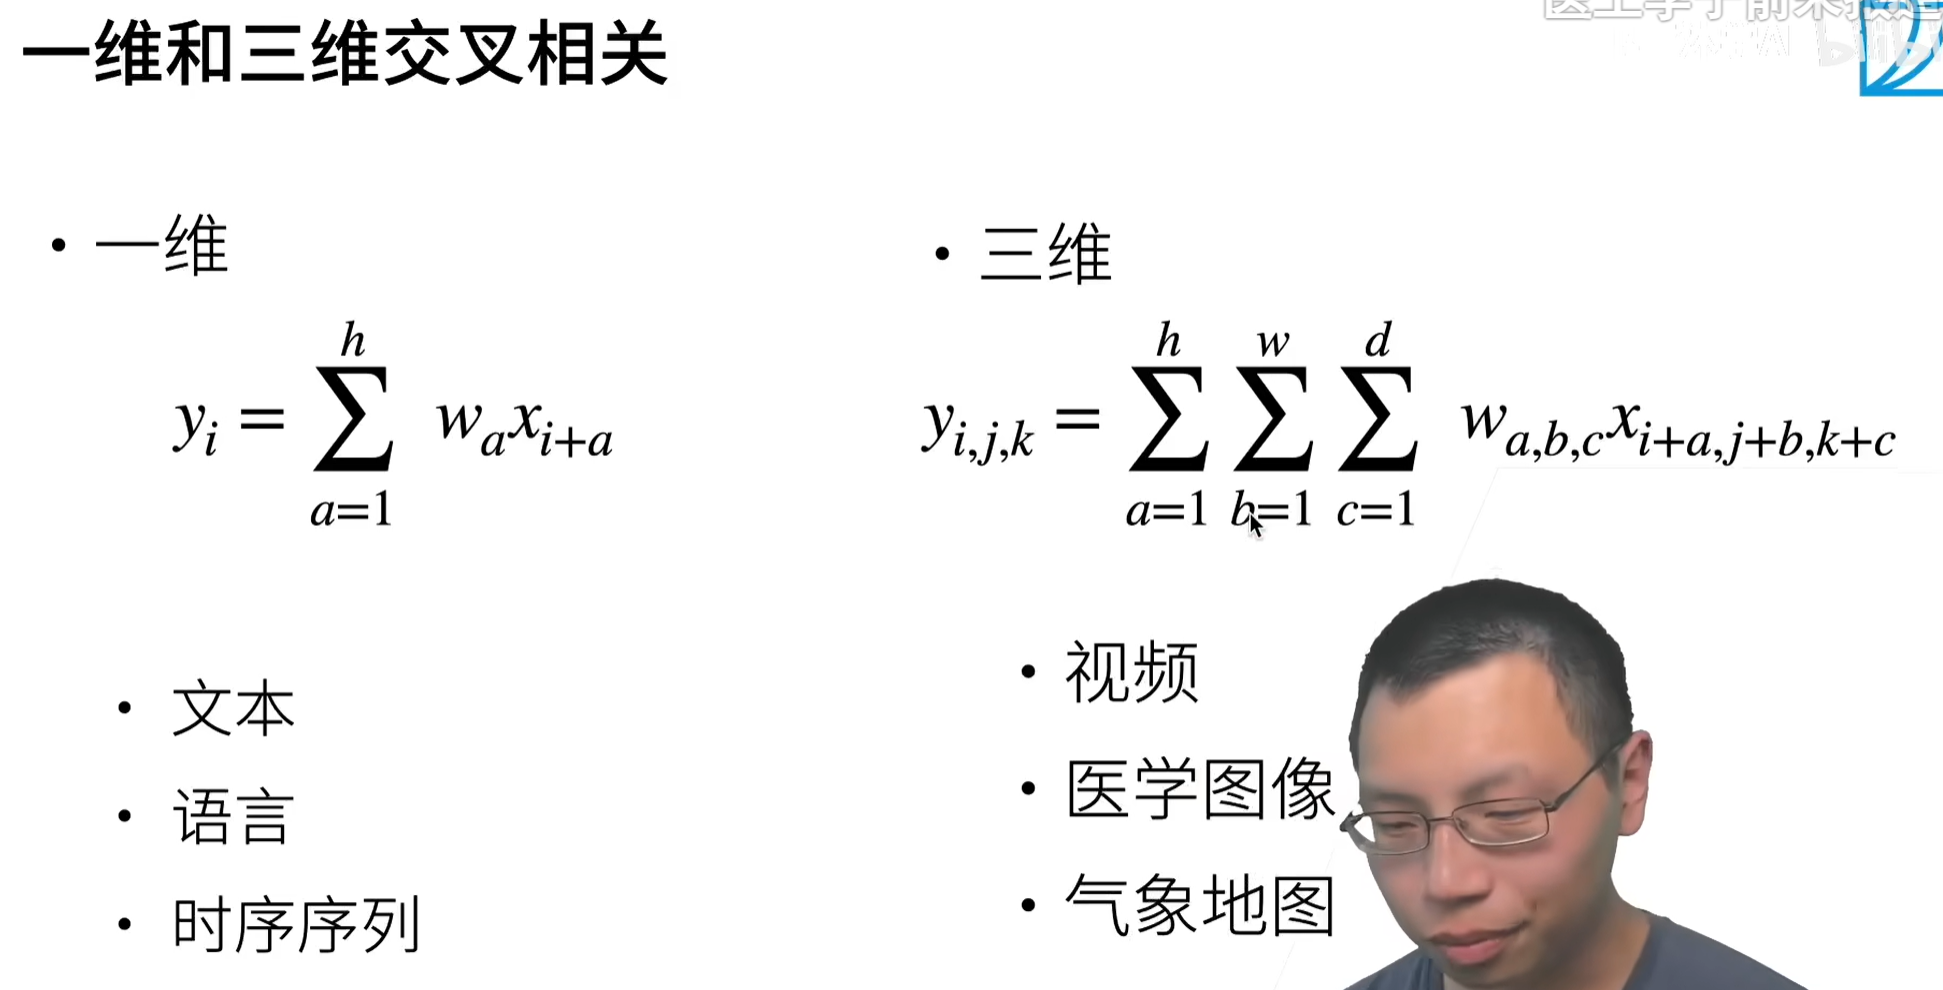 一维和三维交叉相关
• 一维
y_i = \sum_{a=1}^{h} w_a x_{i+a}
• 文本
• 语言
• 时序序列
• 三维
y_{i,j,k} = \sum_{a=1}^{h} \sum_{b=1}^{w} \sum_{c=1}^{d} w_{a,b,c} x_{i+a,j+b,k+c}
• 视频
• 医学图像
• 气象地图